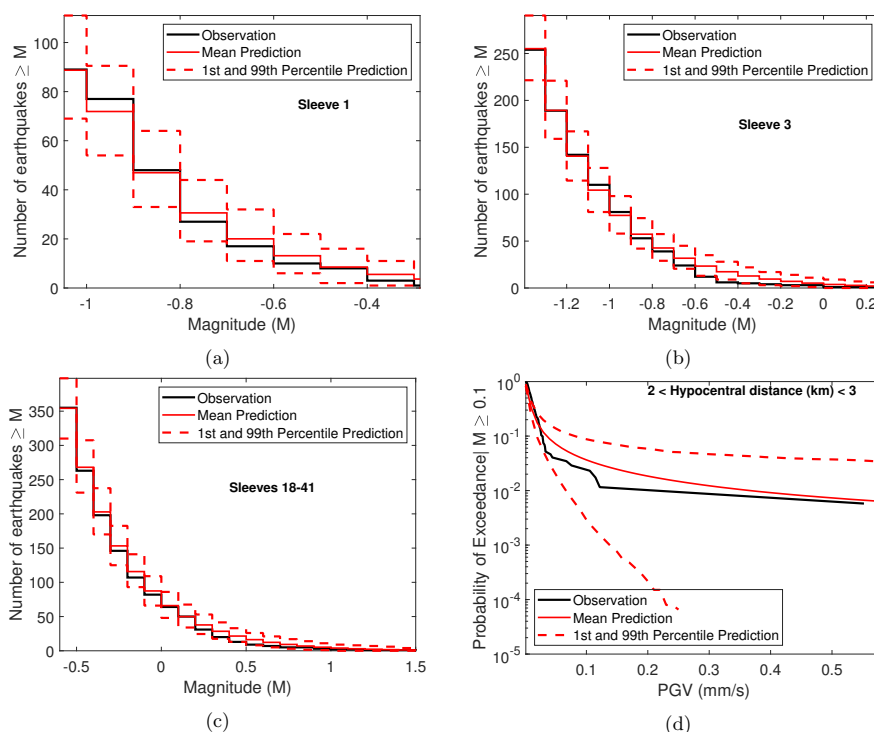 Number of earthquakes ≥ M
100
80
60
40
20
0
Observation
Mean Prediction
1st and 99th Percentile Prediction
Sleeve 1
-1
-0.8
-0.6
-0.4
Magnitude (M)
(a)
Number of earthquakes ≥ M
250
200
150
100
50
0
Observation
Mean Prediction
1st and 99th Percentile Prediction
Sleeve 3
-1.2
-1
-0.8
-0.6
-0.4
-0.2
0
0.2
Magnitude (M)
(b)
Number of earthquakes ≥ M
350
300
250
200
150
100
50
0
Observation
Mean Prediction
1st and 99th Percentile Prediction
Sleeves 18-41
-0.5
0
0.5
1
1.5
Magnitude (M)
(c)
Probability of Exceedance| M ≥ 0.1
10^0
10^-1
10^-2
10^-3
10^-4
10^-5
2 < Hypocentral distance (km) < 3
Observation
Mean Prediction
1st and 99th Percentile Prediction
0.1
0.2
0.3
0.4
0.5
PGV (mm/s)
(d)